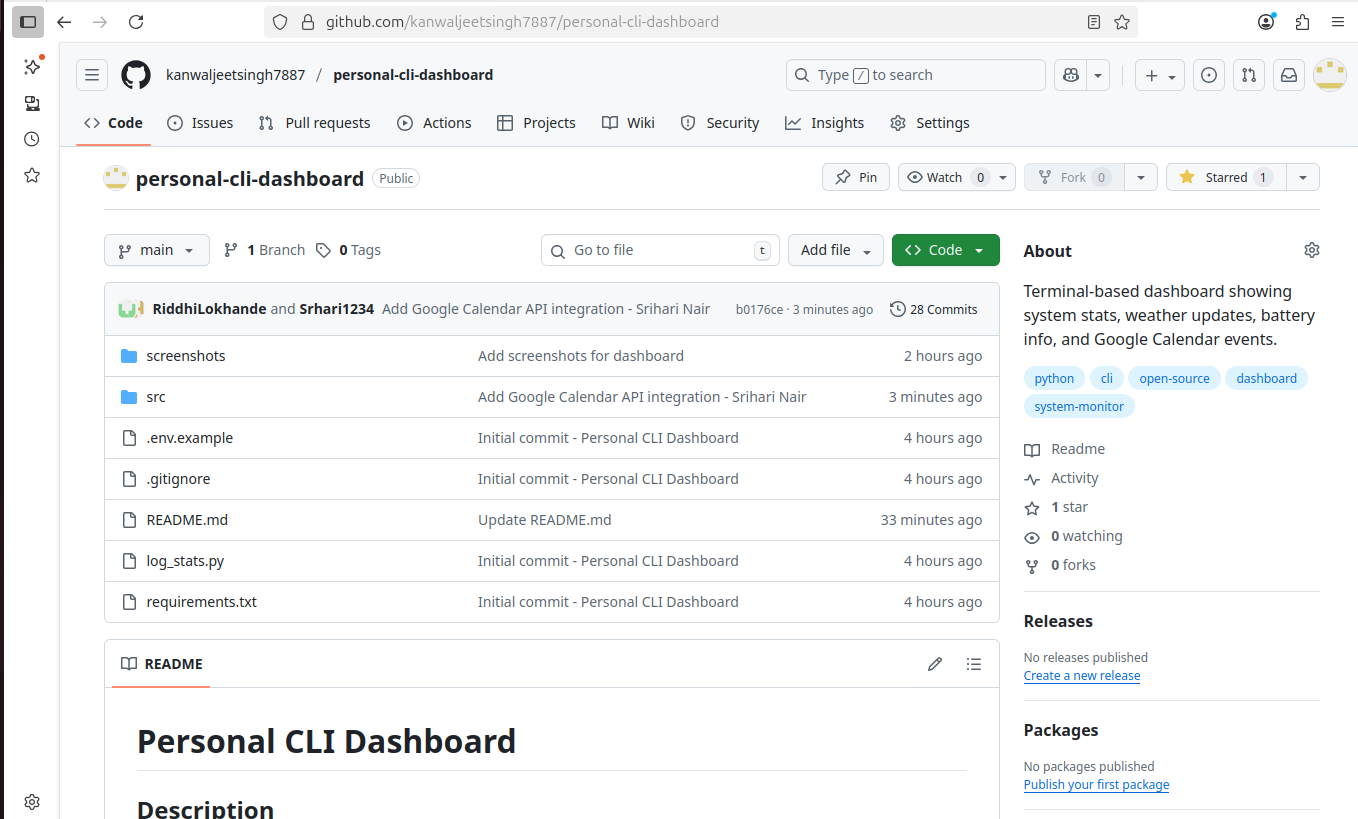 github.com/kanwaljeetsingh7887/personal-cli-dashboard
kanwaljeetsingh7887 / personal-cli-dashboard
Type / to search
Code Issues Pull requests Actions Projects Wiki Security Insights Settings
personal-cli-dashboard Public
Pin Watch 0 Fork 0 Starred 1
main 1 Branch 0 Tags Go to file t Add file Code
RiddhiLokhande and Srhari1234 Add Google Calendar API integration - Srihari Nair b0176ce · 3 minutes ago 28 Commits
screenshots Add screenshots for dashboard 2 hours ago
src Add Google Calendar API integration - Srihari Nair 3 minutes ago
.env.example Initial commit - Personal CLI Dashboard 4 hours ago
.gitignore Initial commit - Personal CLI Dashboard 4 hours ago
README.md Update README.md 33 minutes ago
log_stats.py Initial commit - Personal CLI Dashboard 4 hours ago
requirements.txt Initial commit - Personal CLI Dashboard 4 hours ago
README
Personal CLI Dashboard
Description
About
Terminal-based dashboard showing
system stats, weather updates, battery
info, and Google Calendar events.
python cli open-source dashboard
system-monitor
Readme
Activity
1 star
0 watching
0 forks
Releases
No releases published
Create a new release
Packages
No packages published
Publish your first package